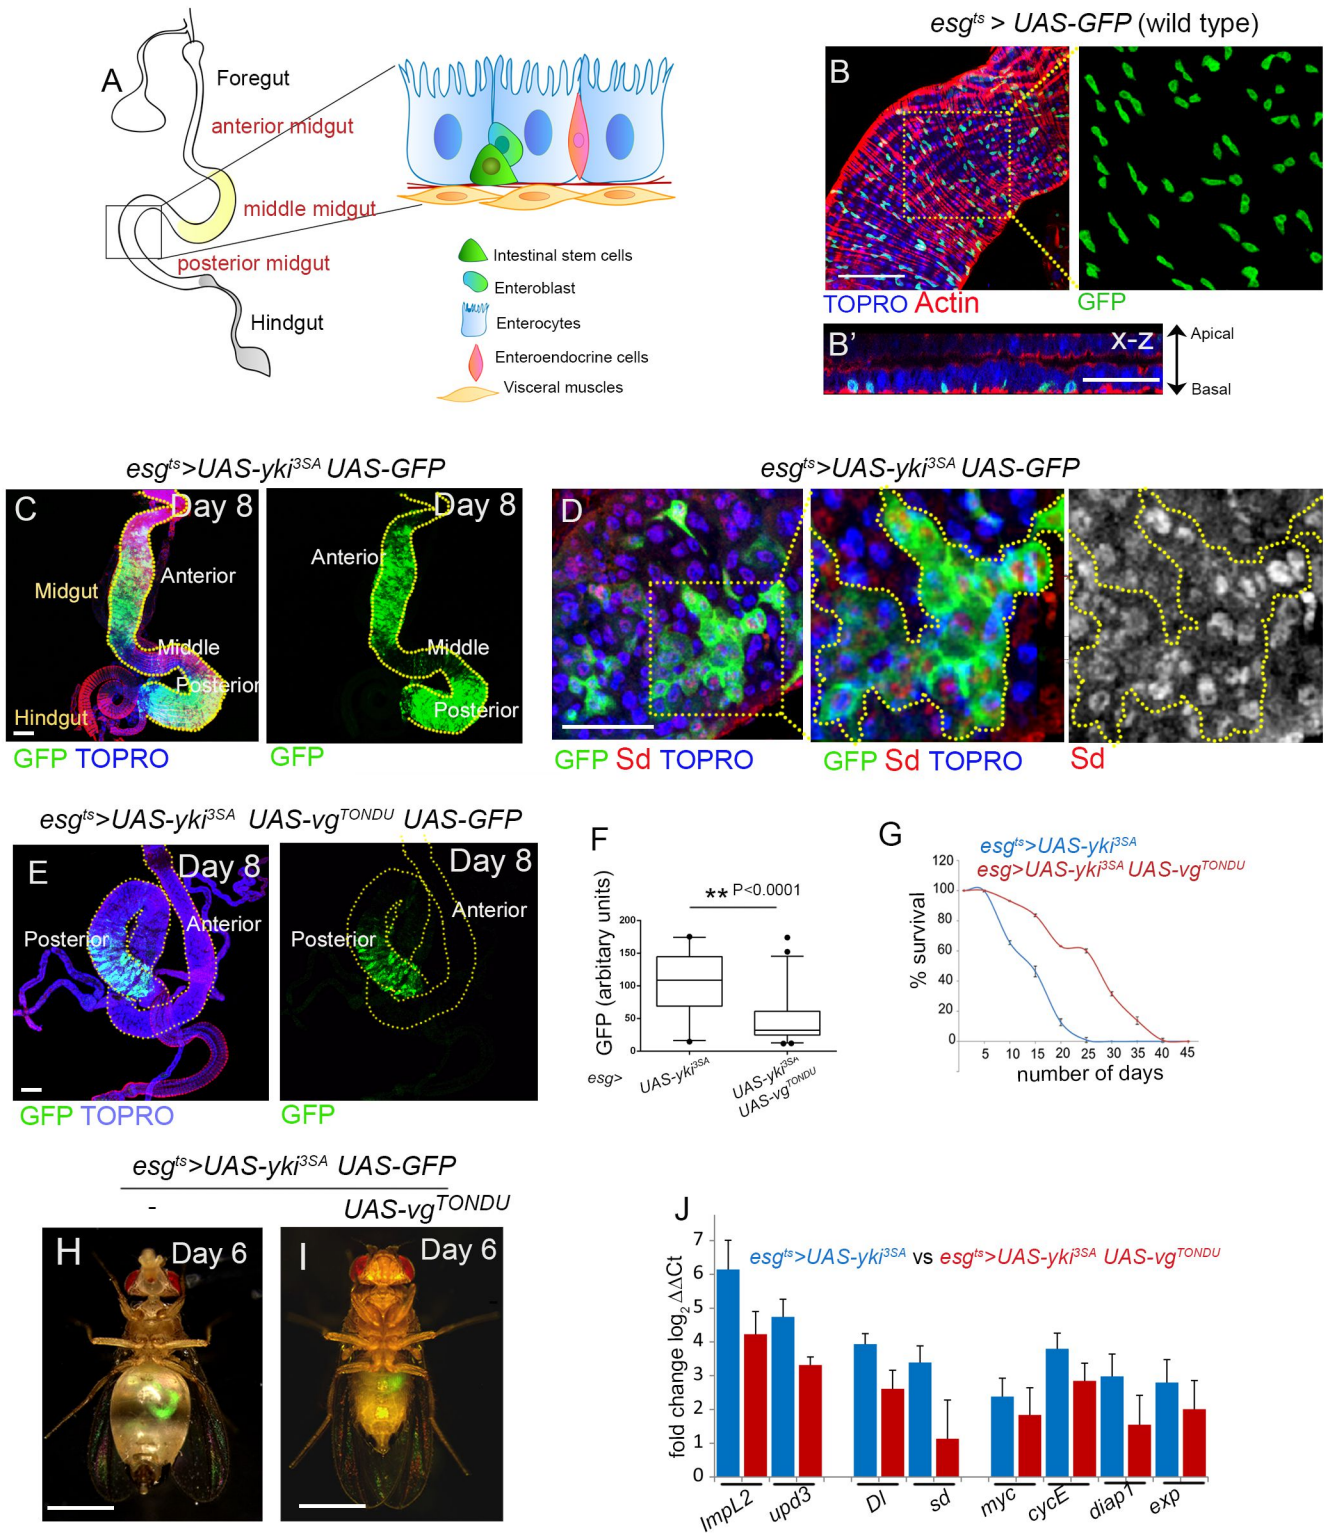 esgts > UAS-GFP (wild type)
A
Foregut
anterior midgut
middle midgut
posterior midgut
Hindgut
Intestinal stem cells
Enteroblast
Enterocytes
Enteroendocrine cells
Visceral muscles
B
TOPRO Actin
GFP
B’
x-z
Apical
Basal
esgts>UAS-yki3SA UAS-GFP
C
Day 8
Anterior
Midgut
Middle
Posterior
Hindgut
GFP TOPRO
Day 8
Anterior
Middle
Posterior
GFP
esgts>UAS-yki3SA UAS-GFP
D
GFP Sd TOPRO
GFP Sd TOPRO
Sd
esgts>UAS-yki3SA UAS-vgTONDU UAS-GFP
E
Day 8
Anterior
Posterior
GFP TOPRO
Day 8
Anterior
Posterior
GFP
F
** P<0.0001
GFP (arbitary units)
200
150
100
50
0
esg>
UAS-yki3SA
UAS-yki3SA
UAS-vgTONDU
G
esgts>UAS-yki3SA
esg>UAS-yki3SA UAS-vgTONDU
% survival
120
100
80
60
40
20
0
5 10 15 20 25 30 35 40 45
number of days
esgts>UAS-yki3SA UAS-GFP
-
UAS-vgTONDU
H
Day 6
I
Day 6
J
esgts>UAS-yki3SA vs esgts>UAS-yki3SA UAS-vgTONDU
fold change log2 ΔΔCt
7
6
5
4
3
2
1
0
ImpL2
upd3
Dl
sd
myc
cycE
diap1
exp